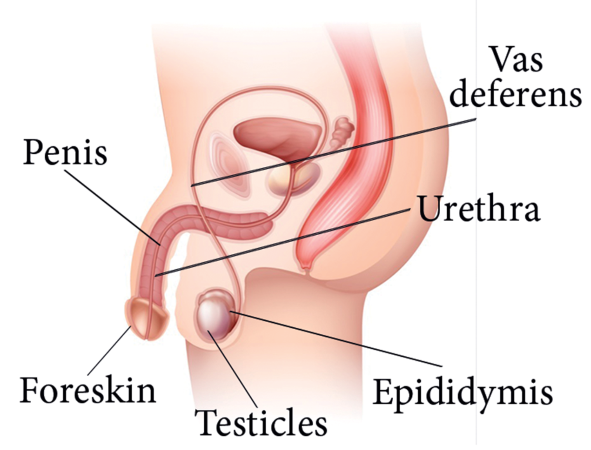 Vas
deferens
Penis
Urethra
Foreskin
Epididymis
Testicles